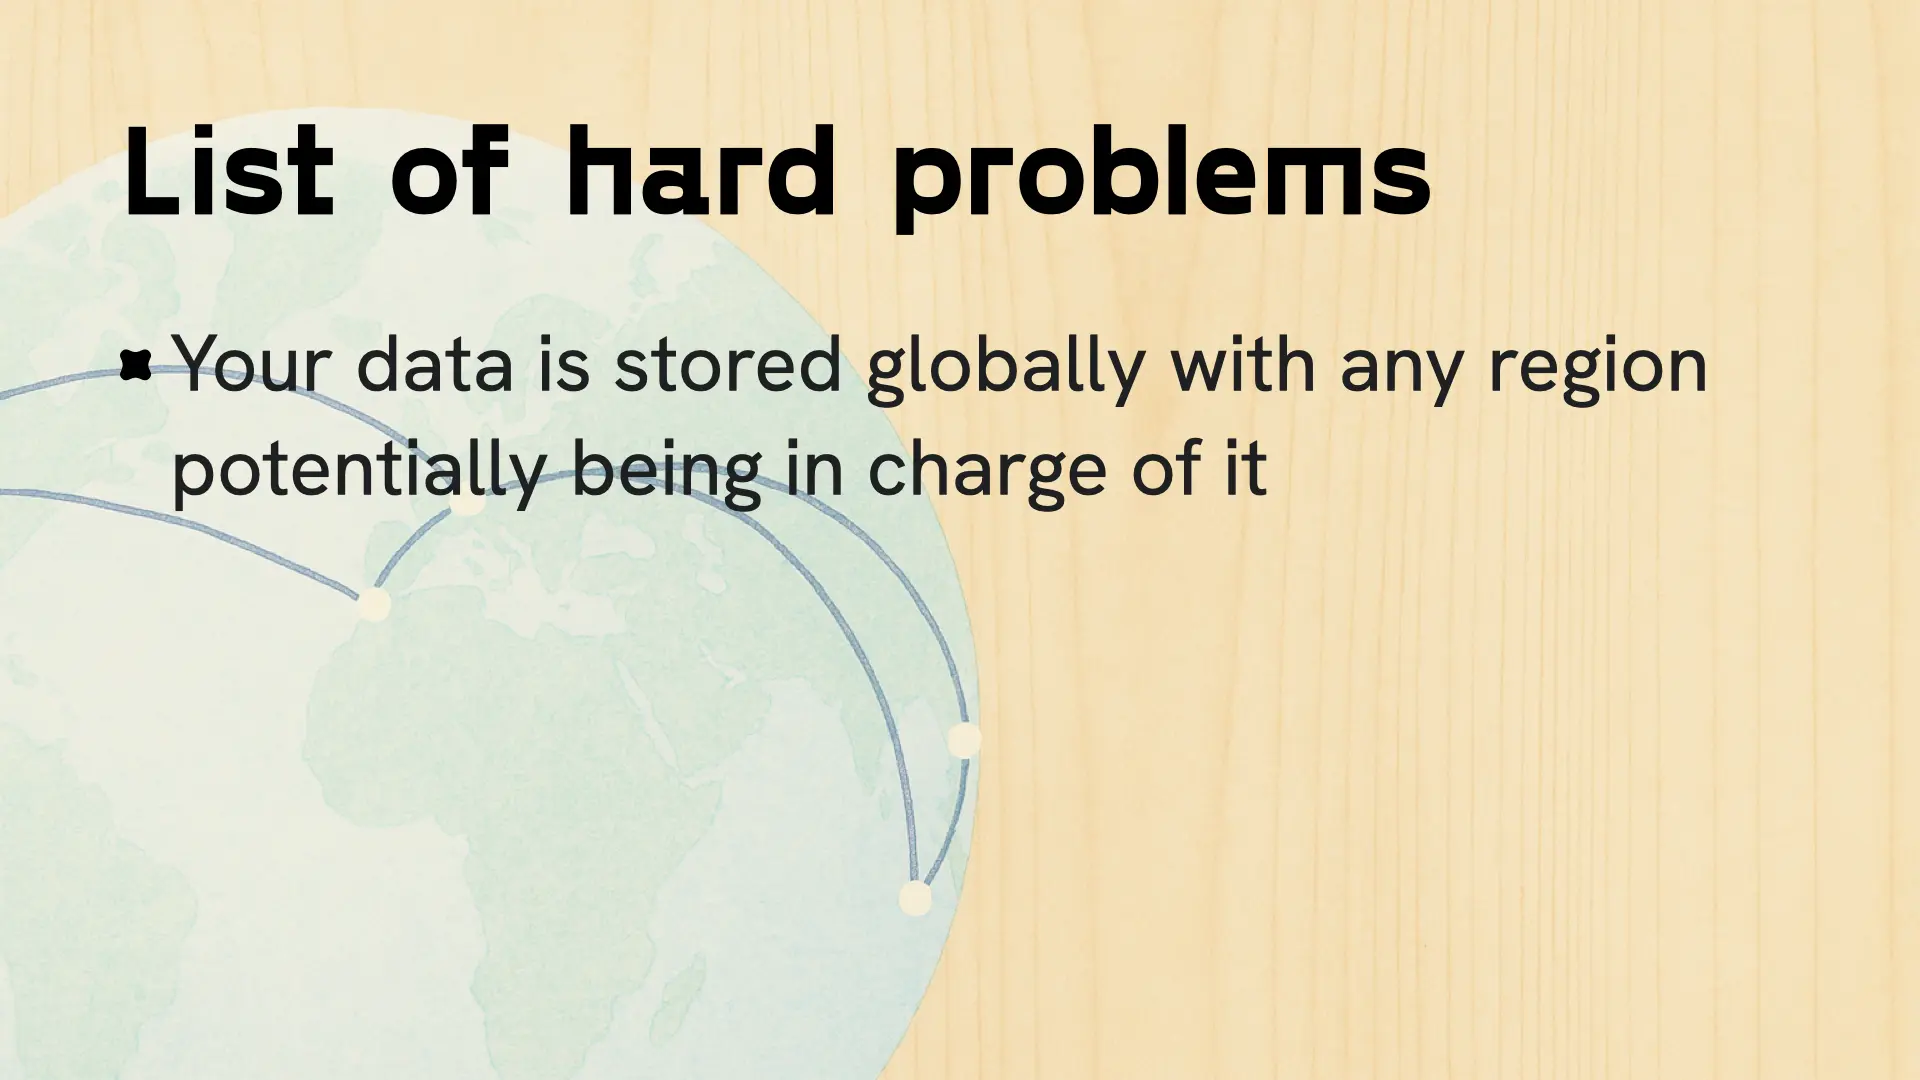 List of hard problems
Your data is stored globally with any region
potentially being in charge of it